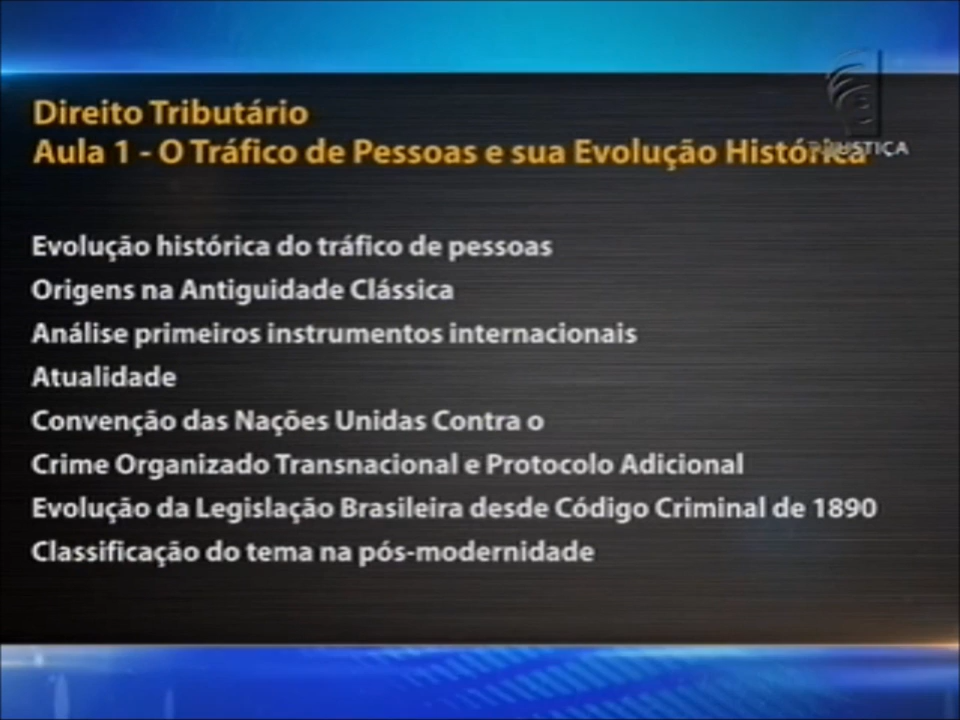 Direito Tributário
Aula 1 - O Tráfico de Pessoas e sua Evolução Histórica
TV JUSTIÇA
Evolução histórica do tráfico de pessoas
Origens na Antiguidade Clássica
Análise primeiros instrumentos internacionais
Atualidade
Convenção das Nações Unidas Contra o
Crime Organizado Transnacional e Protocolo Adicional
Evolução da Legislação Brasileira desde Código Criminal de 1890
Classificação do tema na pós-modernidade